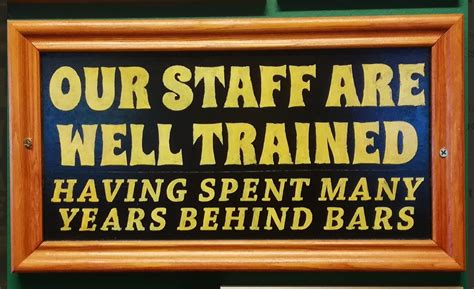 OUR STAFF ARE
WELL TRAINED
HAVING SPENT MANY
YEARS BEHIND BARS